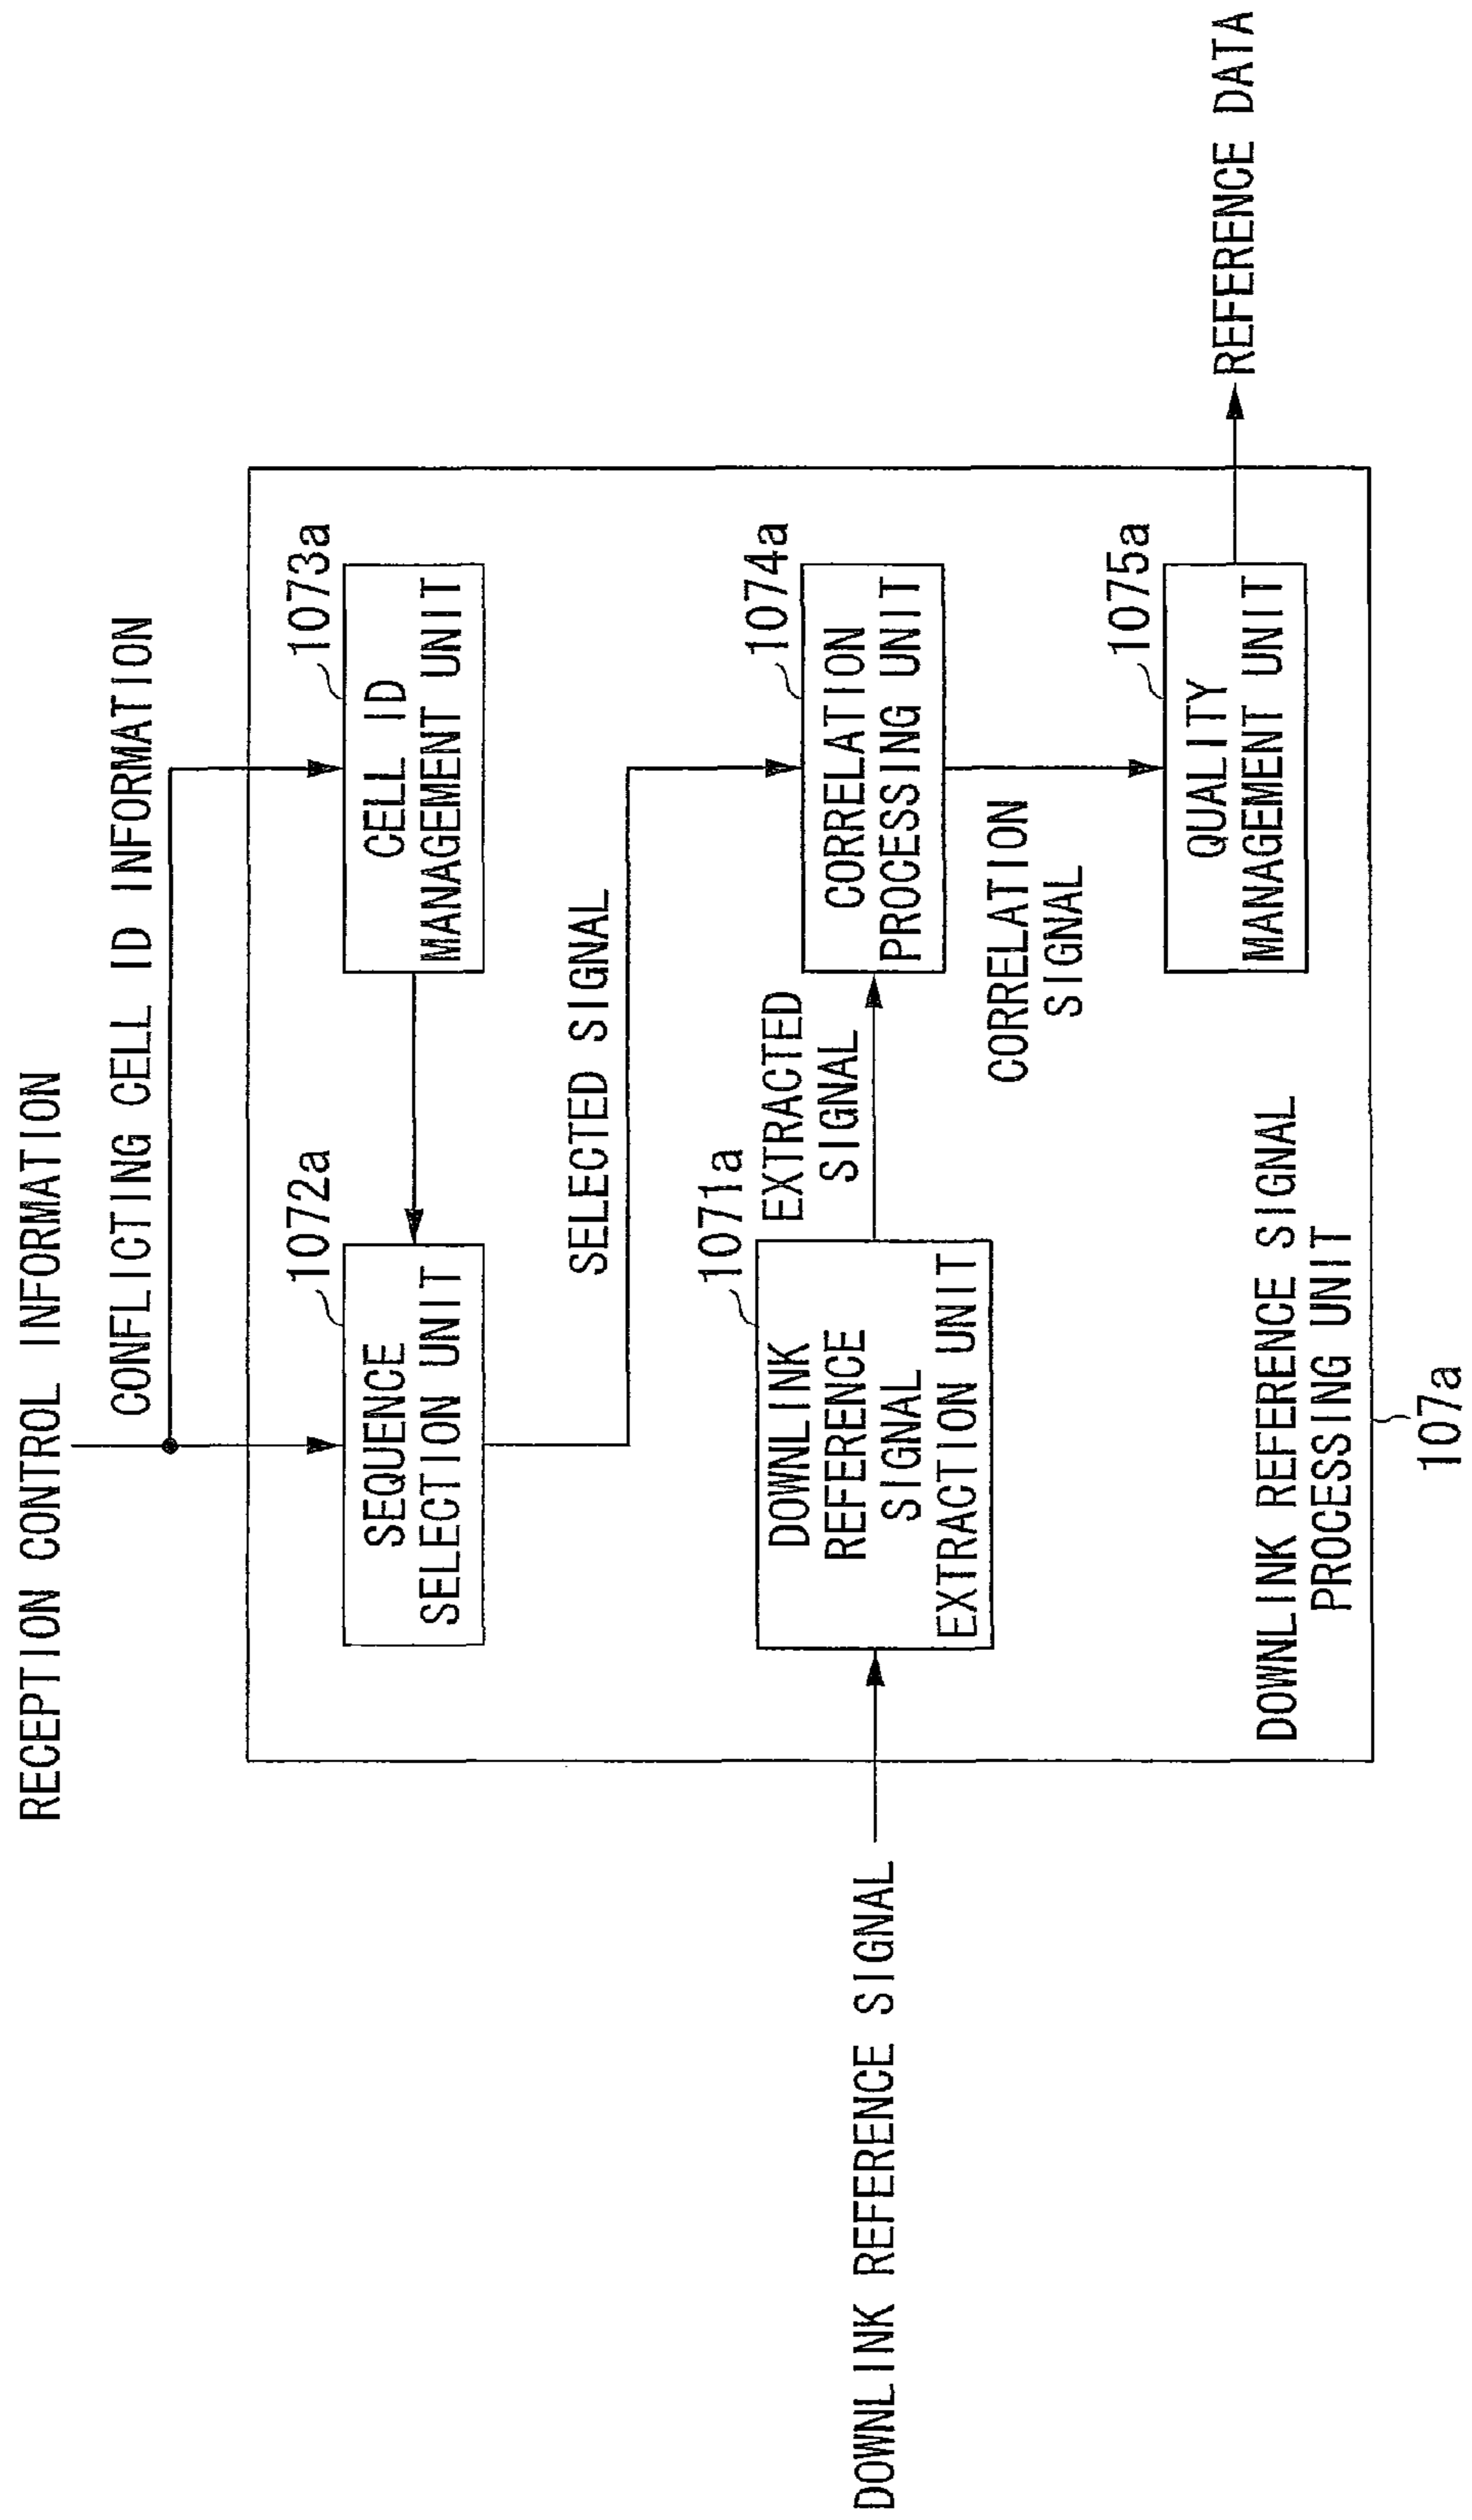 RECEPTION CONTROL INFORMATION
CONFLICTING CELL ID INFORMATION
1072a
SEQUENCE
SELECTION UNIT
1073a
CELL ID
MANAGEMENT UNIT
SELECTED SIGNAL
DOWNLINK REFERENCE SIGNAL
1071a
DOWNLINK
REFERENCE
SIGNAL
EXTRACTION UNIT
EXTRACTED
SIGNAL
1074a
CORRELATION
PROCESSING UNIT
CORRELATION
SIGNAL
1075a
QUALITY
MANAGEMENT UNIT
REFERENCE DATA
DOWNLINK REFERENCE SIGNAL
PROCESSING UNIT
107a